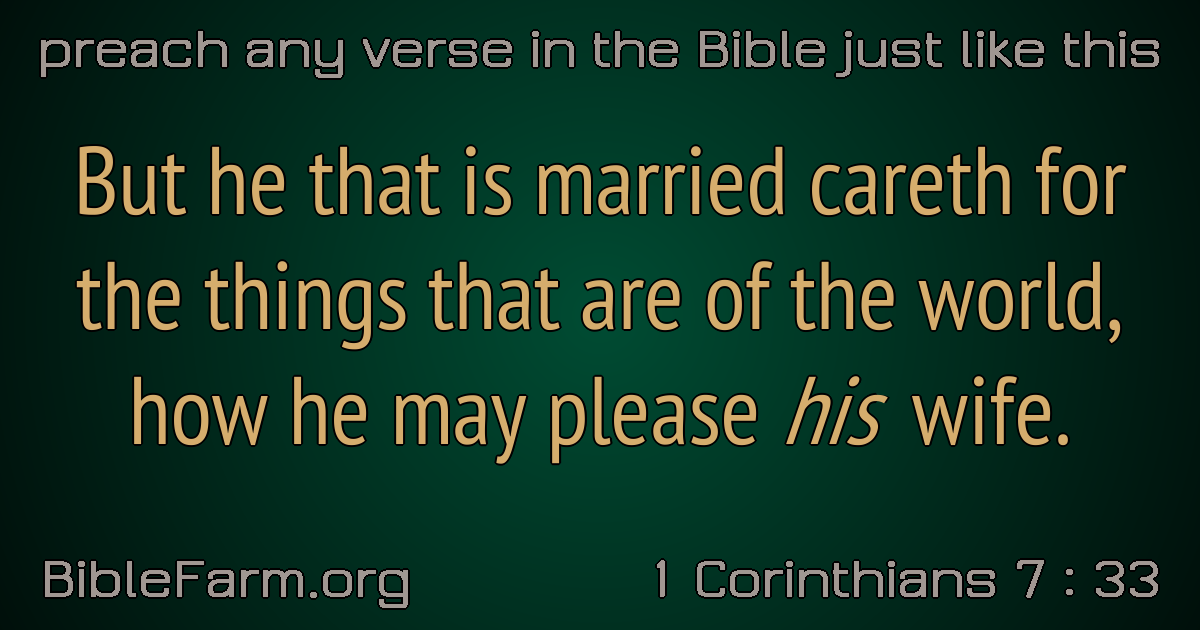 preach any verse in the Bible just like this
But he that is married careth for
the things that are of the world,
how he may please his wife.
BibleFarm.org
1 Corinthians 7 : 33